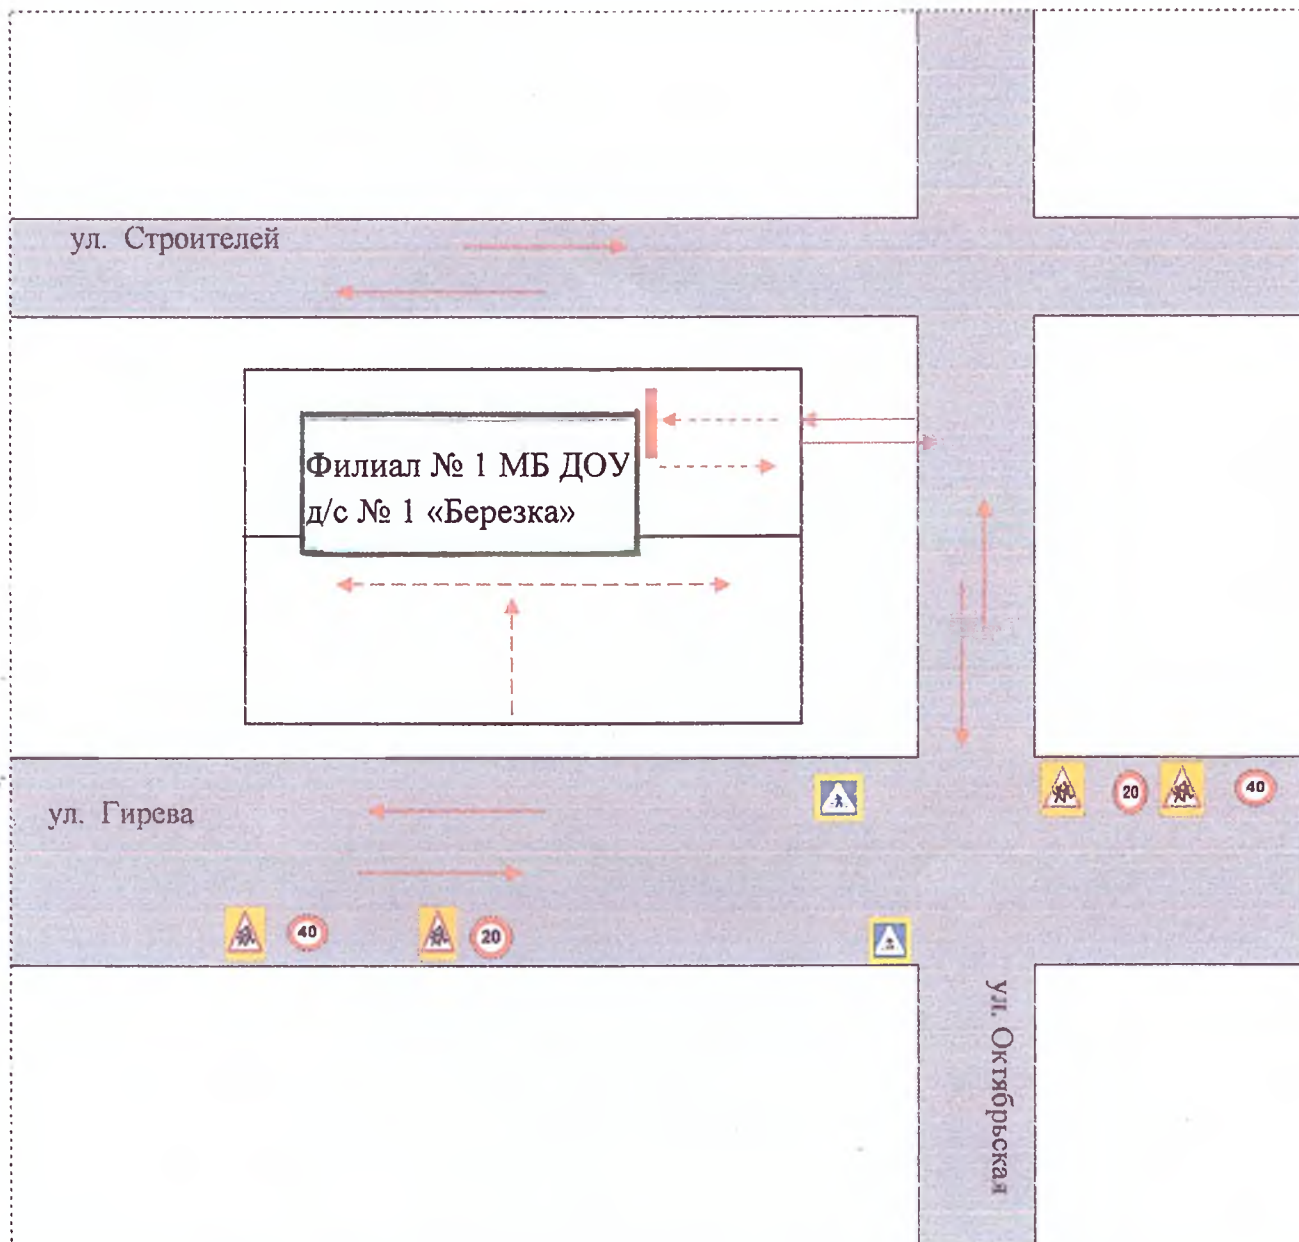 ул. Строителей
Филиал № 1 МБ ДОУ
д/с № 1 «Березка»
ул. Гирева
20
40
40
20
ул. Октябрьская